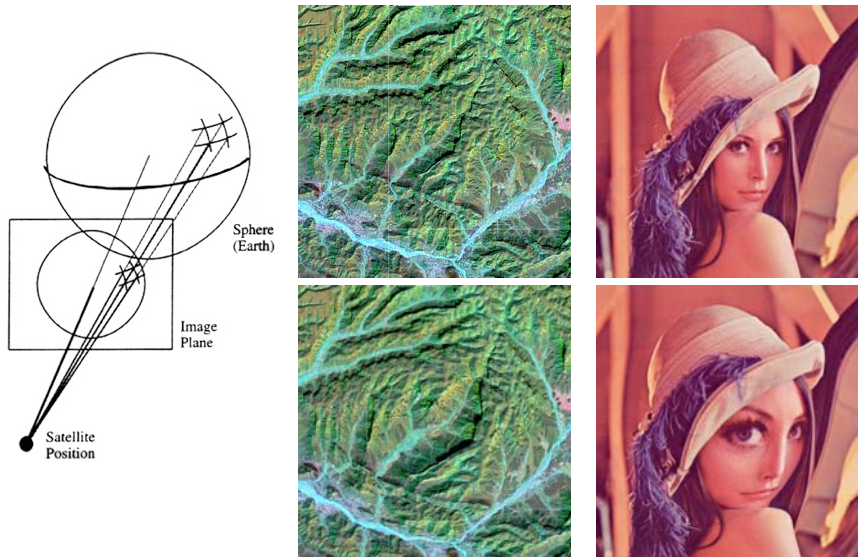 Sphere
(Earth)
Image
Plane
Satellite
Position